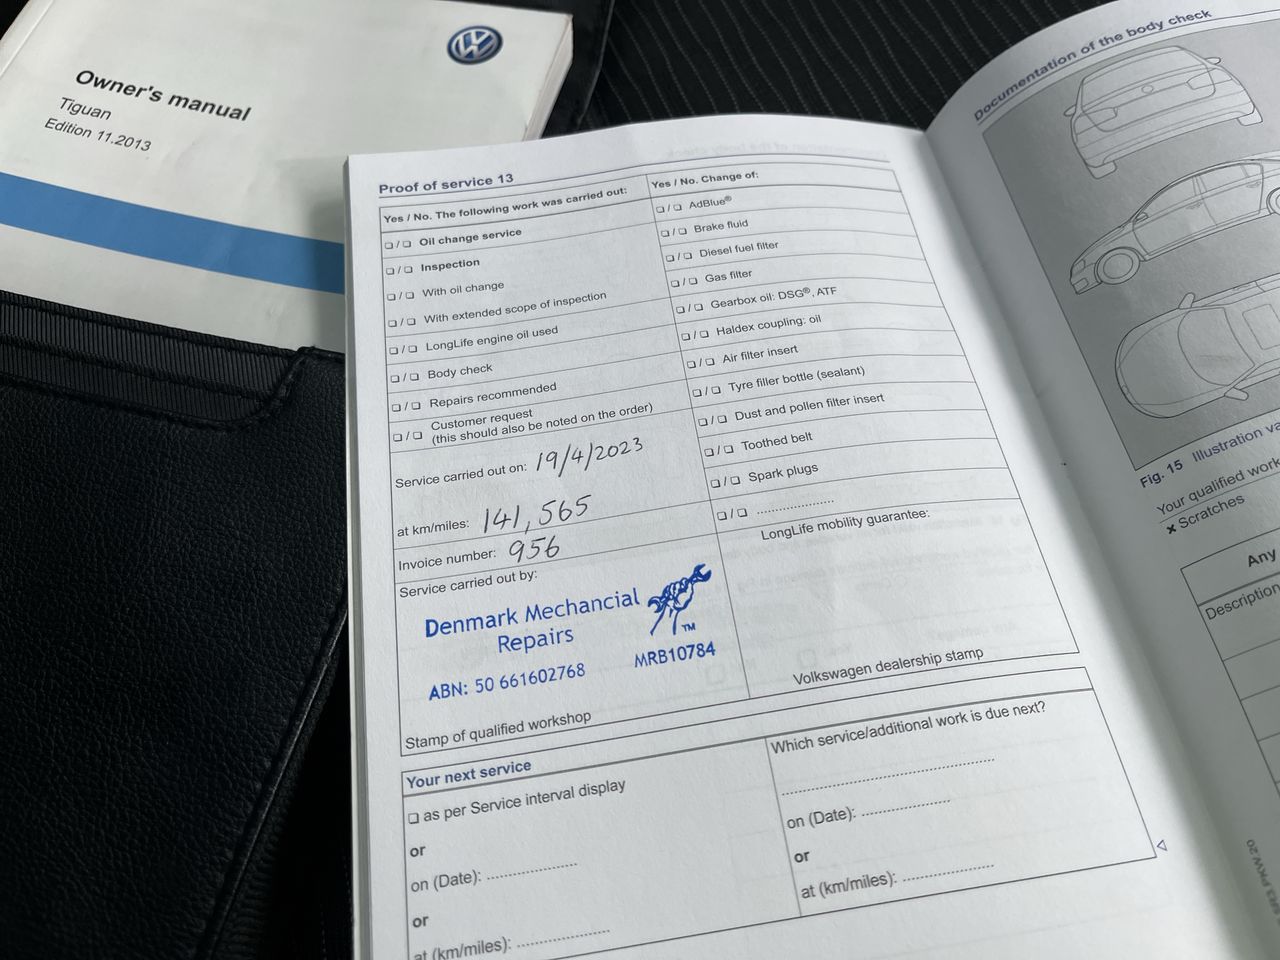 Owner's manual
Tiguan
Edition 11.2013
Proof of service 13
Yes / No. The following work was carried out:
❏ / ❏ Oil change service
❏ / ❏ Inspection
❏ / ❏ With oil change
❏ / ❏ With extended scope of inspection
❏ / ❏ LongLife engine oil used
❏ / ❏ Body check
❏ / ❏ Repairs recommended
❏ / ❏ Customer request
(this should also be noted on the order)
Service carried out on: 19/4/2023
at km/miles: 141,565
Invoice number: 956
Service carried out by:
Denmark Mechancial
Repairs
TM
ABN: 50 661602768 MRB10784
Stamp of qualified workshop
Yes / No. Change of:
❏ / ❏ AdBlue®
❏ / ❏ Brake fluid
❏ / ❏ Diesel fuel filter
❏ / ❏ Gas filter
❏ / ❏ Gearbox oil: DSG®, ATF
❏ / ❏ Haldex coupling: oil
❏ / ❏ Air filter insert
❏ / ❏ Tyre filler bottle (sealant)
❏ / ❏ Dust and pollen filter insert
❏ / ❏ Toothed belt
❏ / ❏ Spark plugs
❏ / ❏ ....................
LongLife mobility guarantee:
Volkswagen dealership stamp
Your next service
❏ as per Service interval display
or
on (Date): ....................
or
at (km/miles): ....................
Which service/additional work is due next?
..................................................
on (Date): ....................
or
at (km/miles): ....................
Documentation of the body check
Fig. 15 Illustration
Your qualified
× Scratches
Any
Description